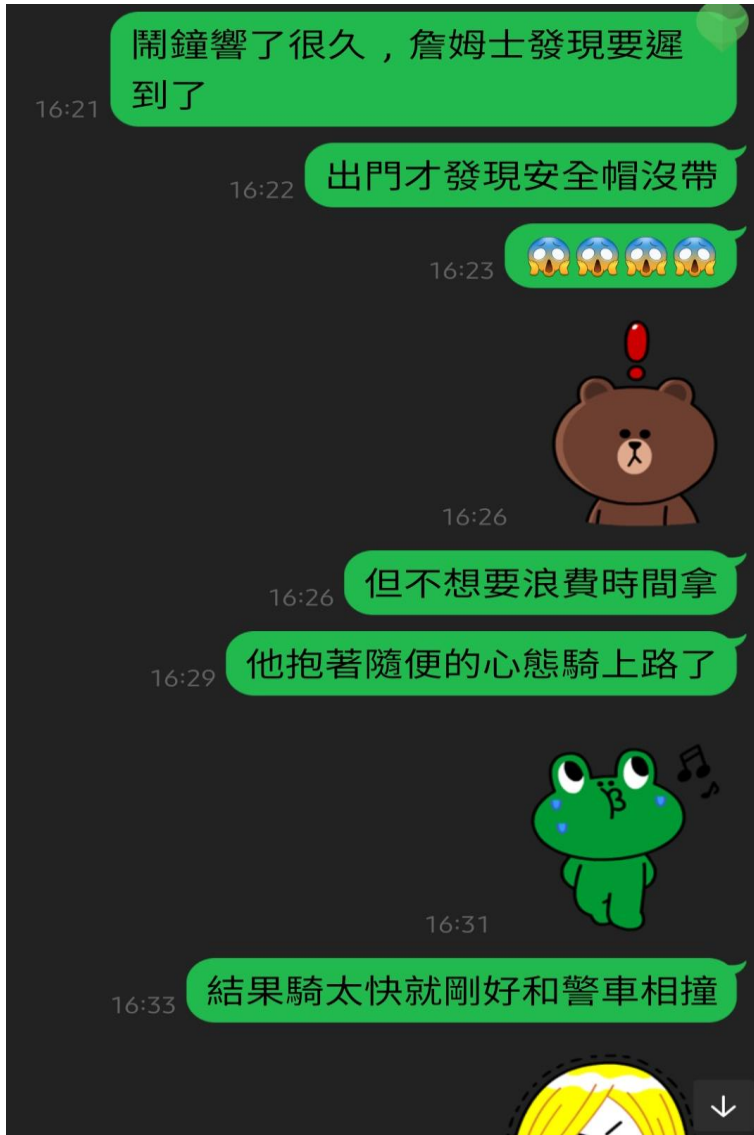 鬧鐘響了很久，詹姆士發現要遲
到了
16:21
出門才發現安全帽沒帶
16:22
😱😱😱😱
16:23
16:26
但不想要浪費時間拿
16:26
他抱著隨便的心態騎上路了
16:29
16:31
結果騎太快就剛好和警車相撞
16:33